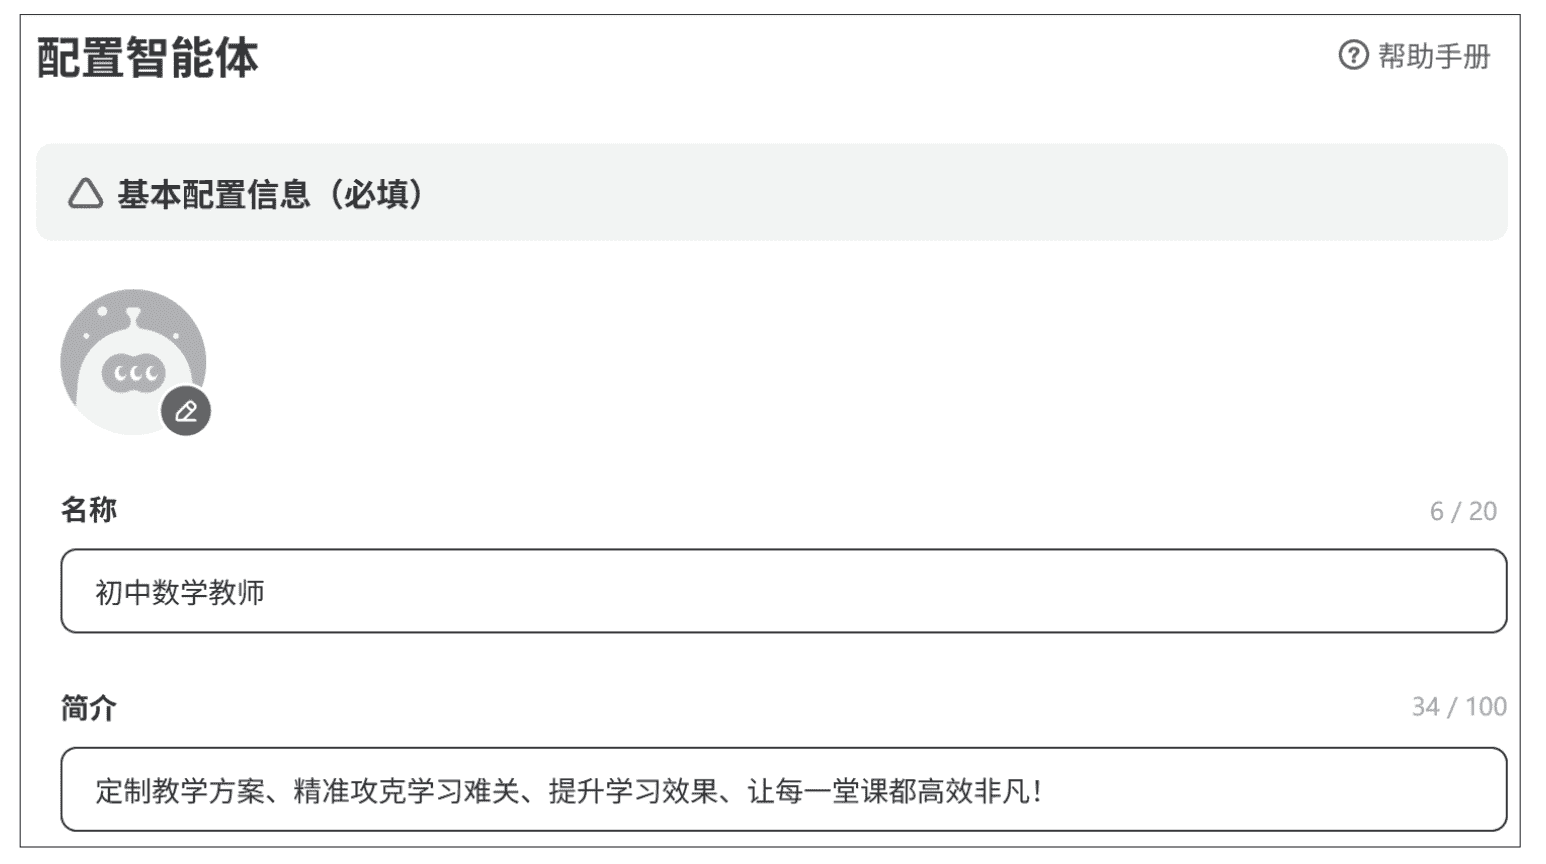 配置智能体
帮助手册
基本配置信息（必填）
名称
6 / 20
初中数学教师
简介
34 / 100
定制教学方案、精准攻克学习难关、提升学习效果、让每一堂课都高效非凡！